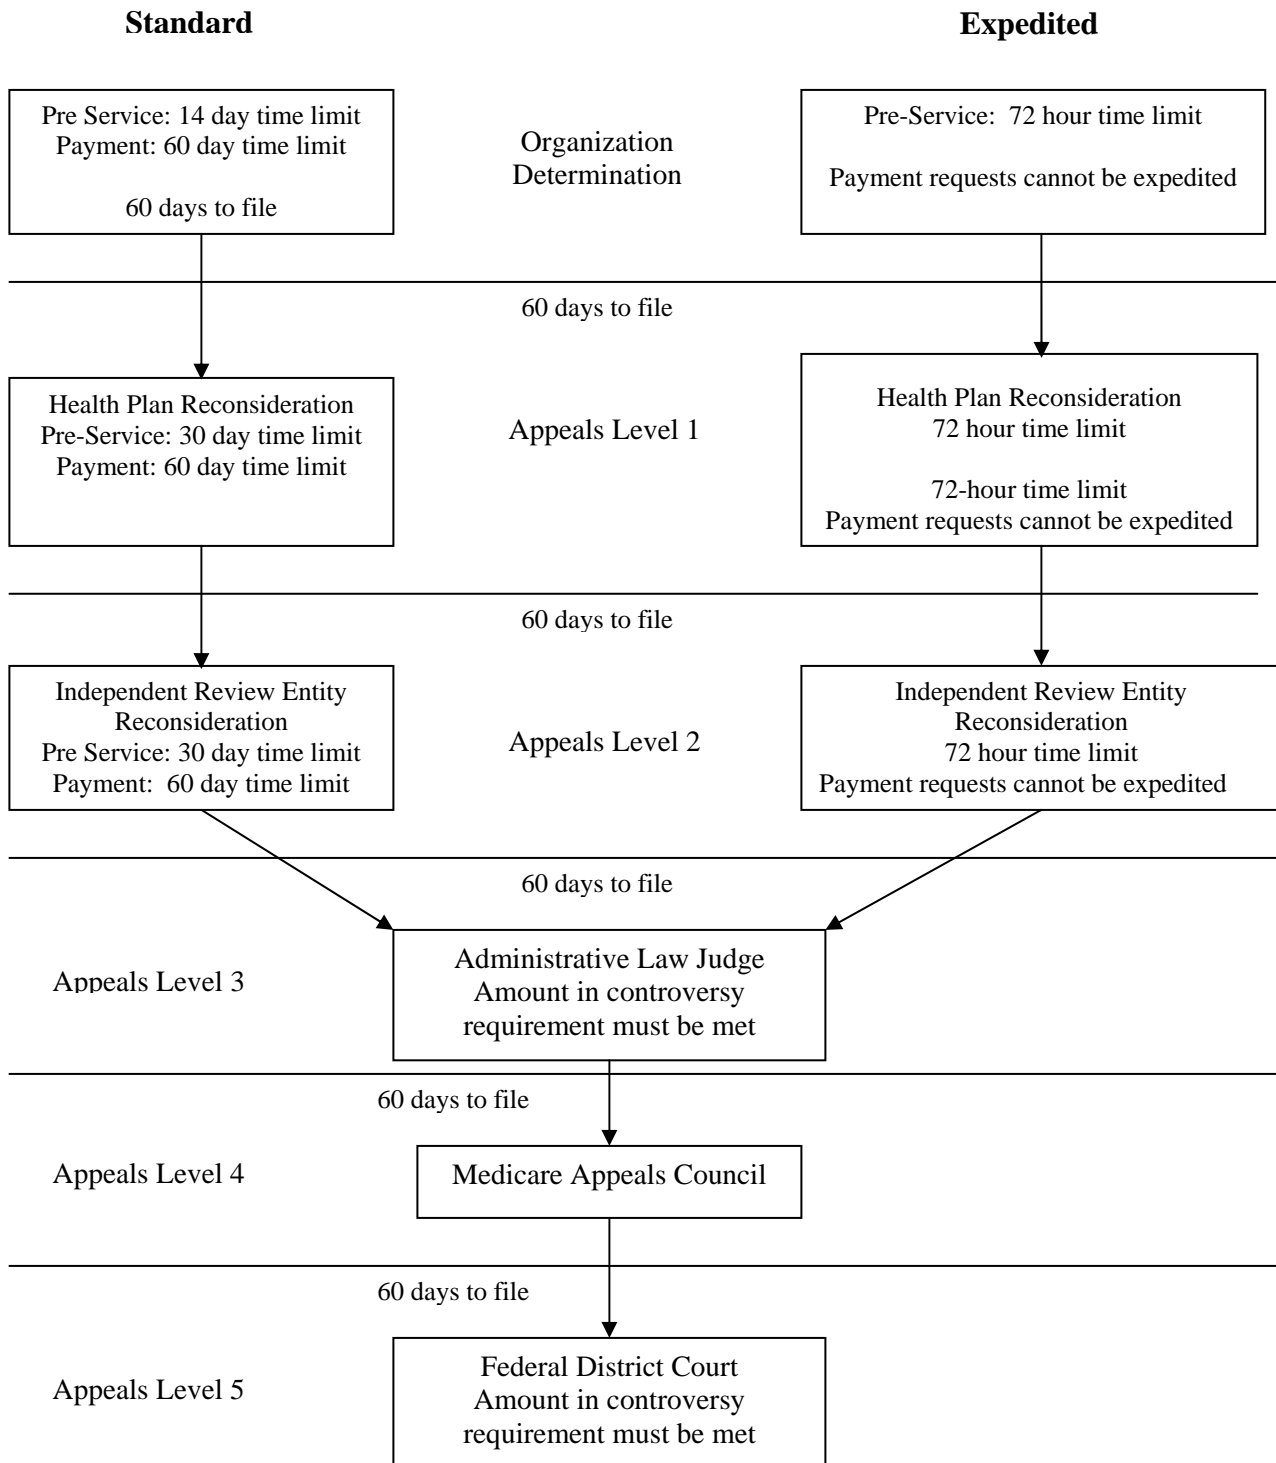 Standard
Expedited
Pre Service: 14 day time limit
Payment: 60 day time limit
60 days to file
Organization
Determination
Pre-Service:  72 hour time limit
Payment requests cannot be expedited
60 days to file
Health Plan Reconsideration
Pre-Service: 30 day time limit
Payment: 60 day time limit
Appeals Level 1
Health Plan Reconsideration
72 hour time limit
72-hour time limit
Payment requests cannot be expedited
60 days to file
Independent Review Entity
Reconsideration
Pre Service: 30 day time limit
Payment:  60 day time limit
Appeals Level 2
Independent Review Entity
Reconsideration
72 hour time limit
Payment requests cannot be expedited
60 days to file
Appeals Level 3
Administrative Law Judge
Amount in controversy
requirement must be met
60 days to file
Appeals Level 4
Medicare Appeals Council
60 days to file
Appeals Level 5
Federal District Court
Amount in controversy
requirement must be met